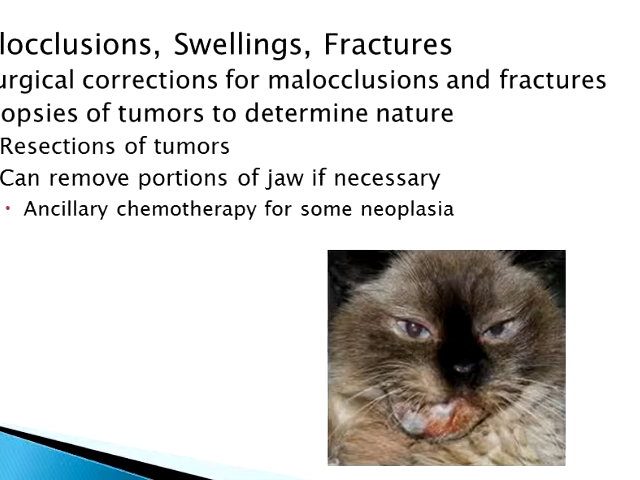 locclusions, Swellings, Fractures
urgical corrections for malocclusions and fractures
opsies of tumors to determine nature
Resections of tumors
Can remove portions of jaw if necessary
• Ancillary chemotherapy for some neoplasia